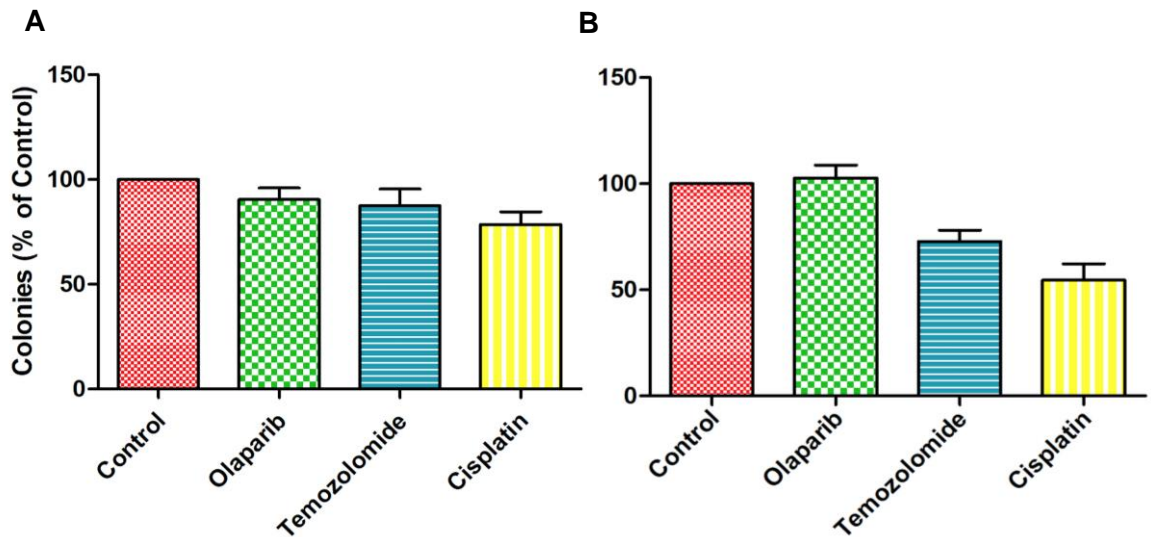 A
150
100
50
0
Colonies (% of Control)
Control
Olaparib
Temozolomide
Cisplatin
B
150
100
50
0
Control
Olaparib
Temozolomide
Cisplatin